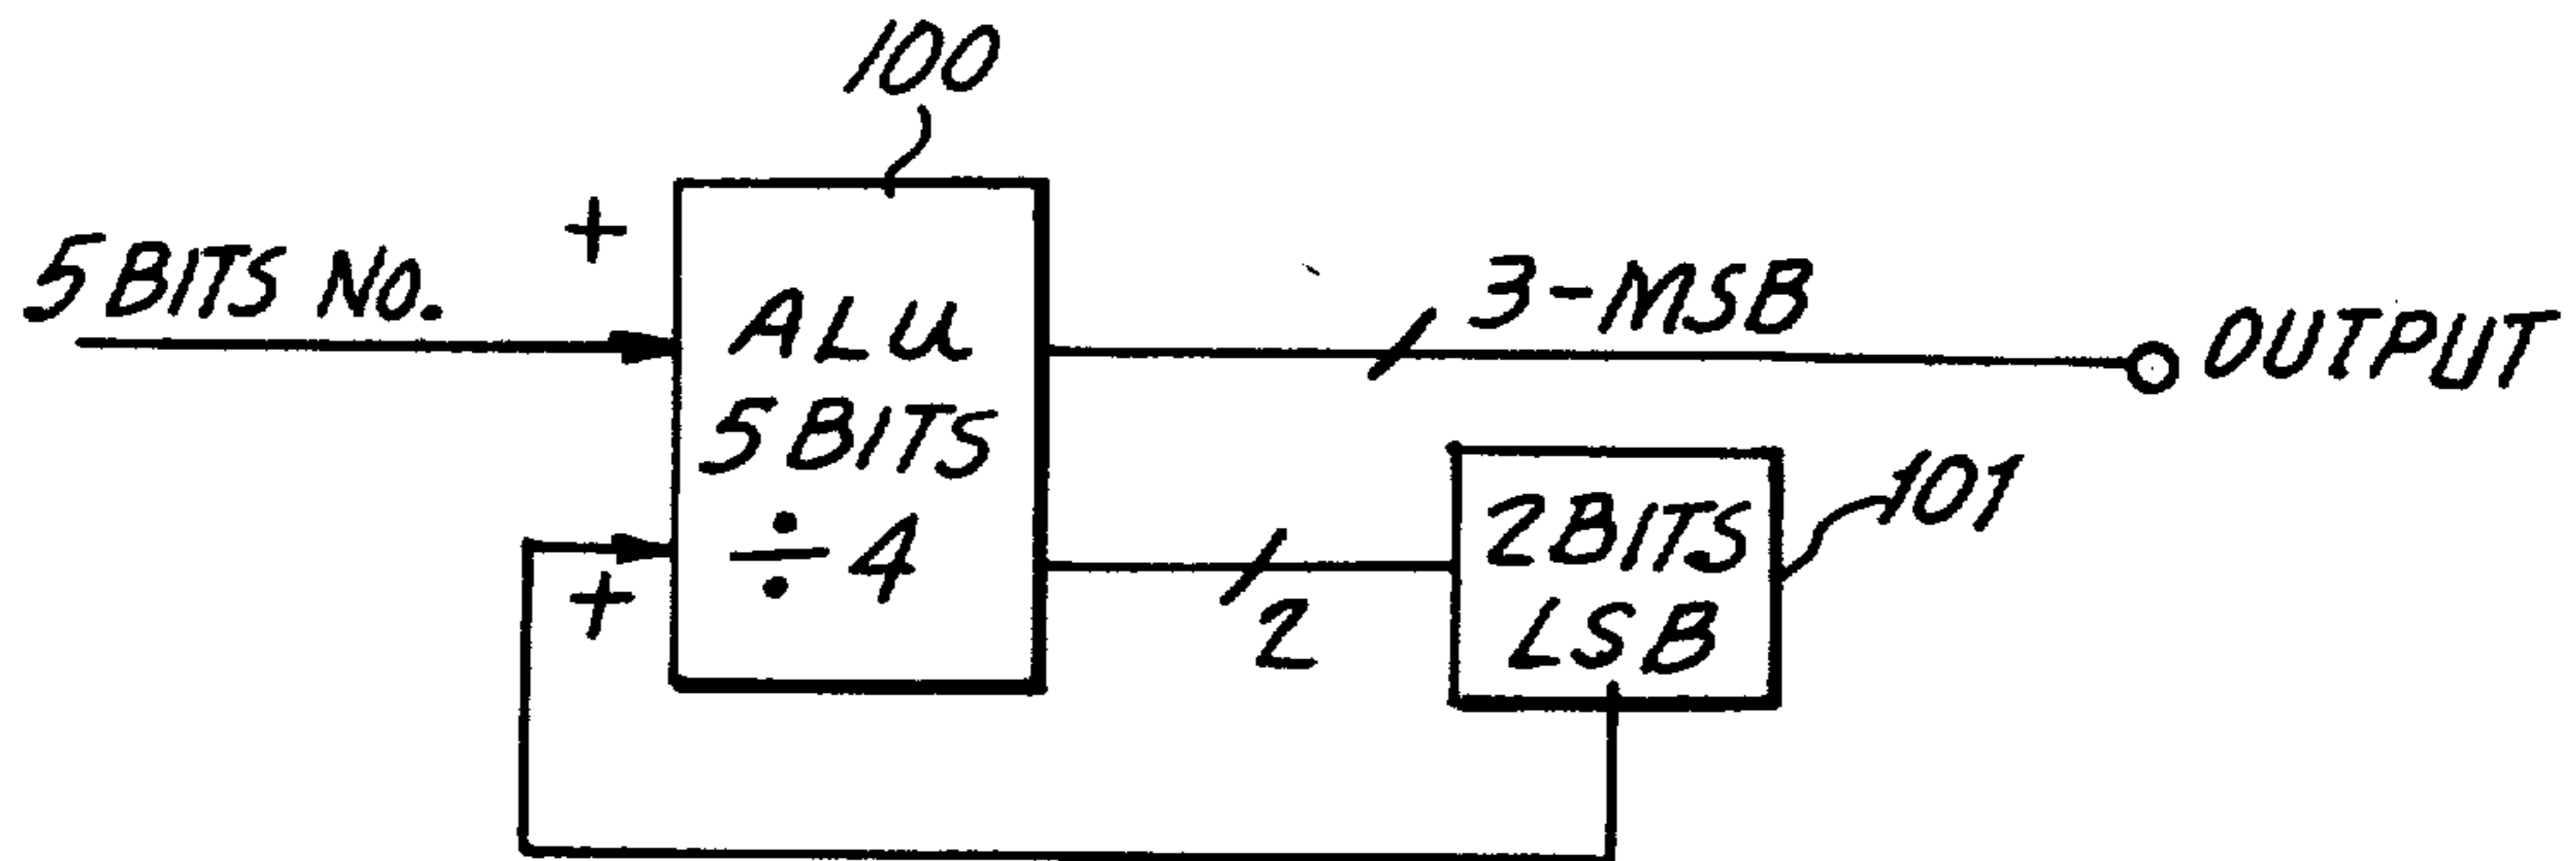 100
+
5 BITS No.
ALU
5 BITS
÷ 4
+
3-MSB
OUTPUT
2 BITS
LSB
101
2